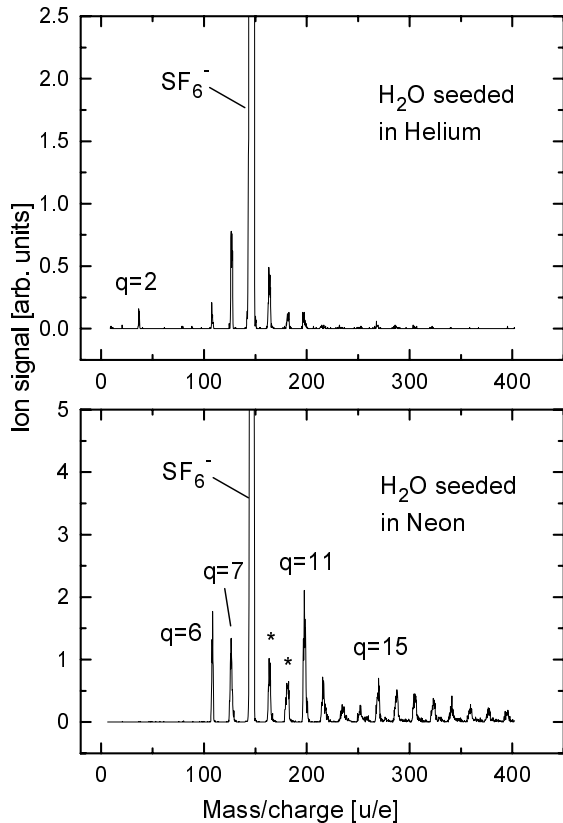 Ion signal [arb. units]
2.5
2.0
1.5
1.0
0.5
0.0
SF₆⁻
H₂O seeded
in Helium
q=2
0 100 200 300 400
5
4
3
2
1
0
SF₆⁻
H₂O seeded
in Neon
q=6
q=7
*
*
q=11
q=15
0 100 200 300 400
Mass/charge [u/e]